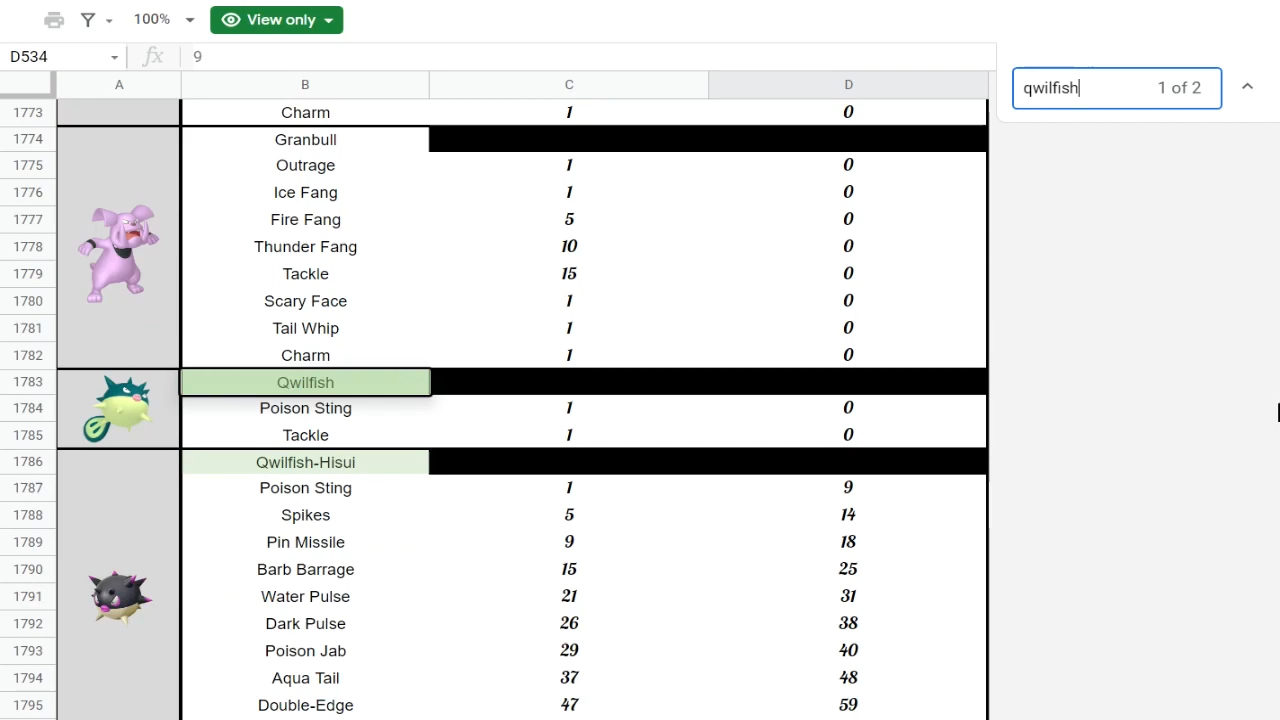 100% View only
D534 fx 9
qwilfish 1 of 2
A B C D
1773 Charm 1 0
1774 Granbull
1775 Outrage 1 0
1776 Ice Fang 1 0
1777 Fire Fang 5 0
1778 Thunder Fang 10 0
1779 Tackle 15 0
1780 Scary Face 1 0
1781 Tail Whip 1 0
1782 Charm 1 0
1783 Qwilfish
1784 Poison Sting 1 0
1785 Tackle 1 0
1786 Qwilfish-Hisui
1787 Poison Sting 1 9
1788 Spikes 5 14
1789 Pin Missile 9 18
1790 Barb Barrage 15 25
1791 Water Pulse 21 31
1792 Dark Pulse 26 38
1793 Poison Jab 29 40
1794 Aqua Tail 37 48
1795 Double-Edge 47 59